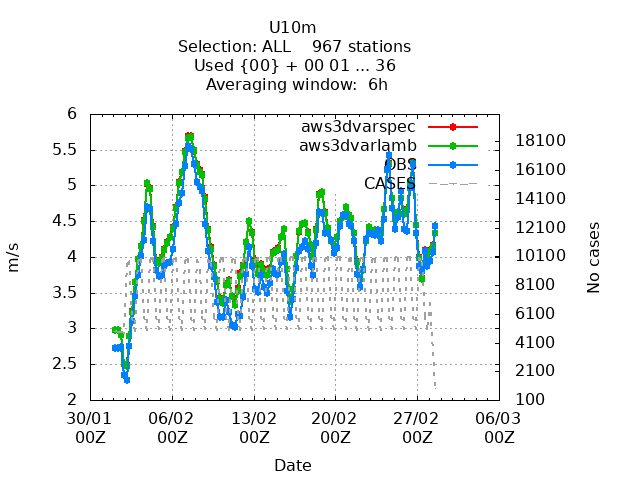 U10m
Selection: ALL    967 stations
Used {00} + 00 01 ... 36
Averaging window:  6h
aws3dvarspec
aws3dvarlamb
OBS
CASES
6
5.5
5
4.5
4
3.5
3
2.5
2
m/s
18100
16100
14100
12100
10100
8100
6100
4100
2100
100
No cases
30/01 06/02 13/02 20/02 27/02 06/03
00Z 00Z 00Z 00Z 00Z 00Z
Date